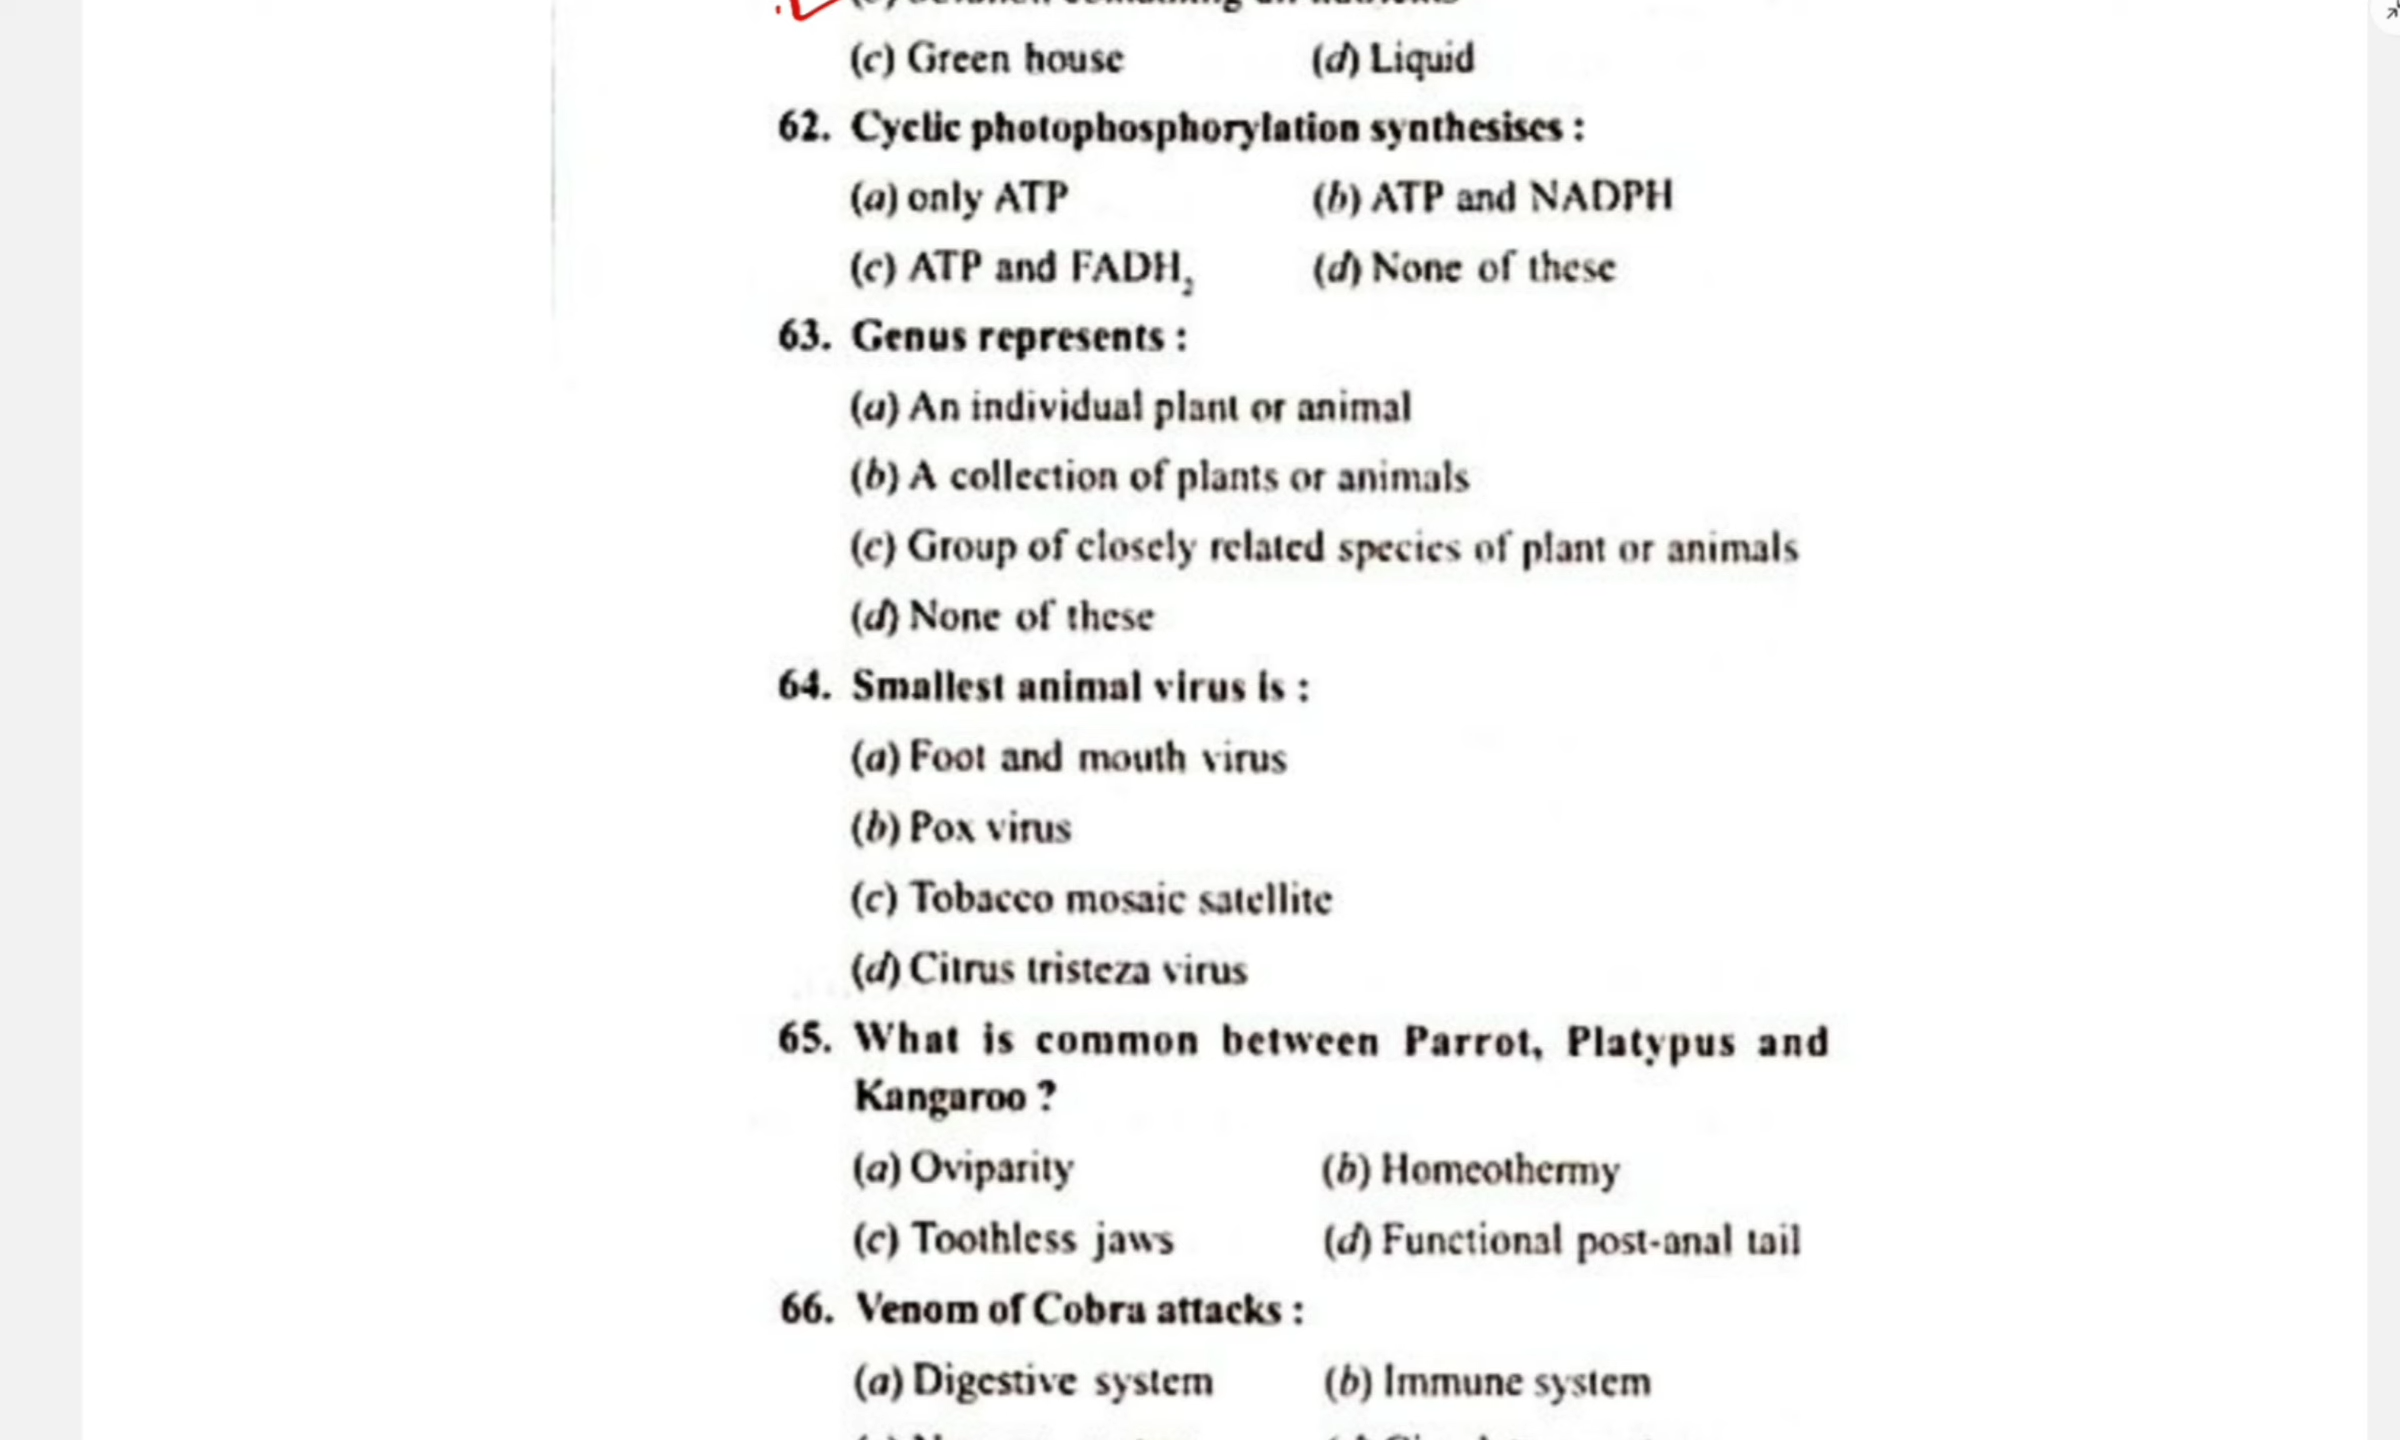 (c) Green house (d) Liquid
62. Cyclic photophosphorylation synthesises :
(a) only ATP (b) ATP and NADPH
(c) ATP and FADH₂ (d) None of these
63. Genus represents :
(a) An individual plant or animal
(b) A collection of plants or animals
(c) Group of closely related species of plant or animals
(d) None of these
64. Smallest animal virus is :
(a) Foot and mouth virus
(b) Pox virus
(c) Tobacco mosaic satellite
(d) Citrus tristeza virus
65. What is common between Parrot, Platypus and
Kangaroo ?
(a) Oviparity (b) Homeothermy
(c) Toothless jaws (d) Functional post-anal tail
66. Venom of Cobra attacks :
(a) Digestive system (b) Immune system